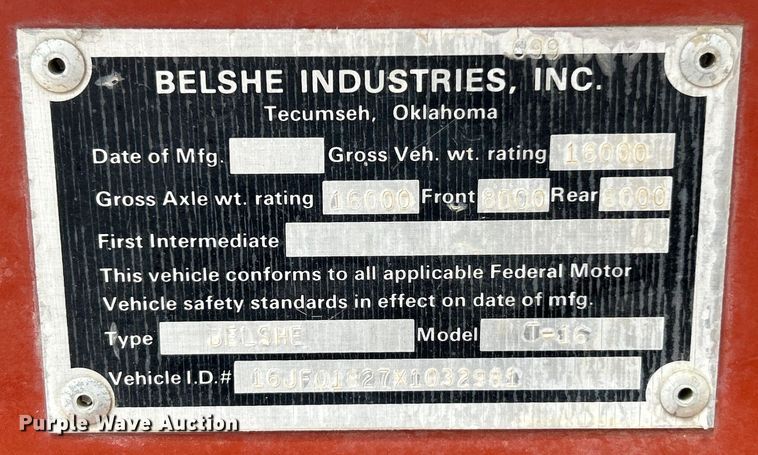 899
BELSHE INDUSTRIES, INC.
Tecumseh, Oklahoma
Date of Mfg. Gross Veh. wt. rating 16000
Gross Axle wt. rating 16000 Front 8000 Rear 8000
First Intermediate
This vehicle conforms to all applicable Federal Motor
Vehicle safety standards in effect on date of mfg.
Type BELSHE Model T-16
Vehicle I.D.# 16JF01827X1032981
Purple Wave Auction